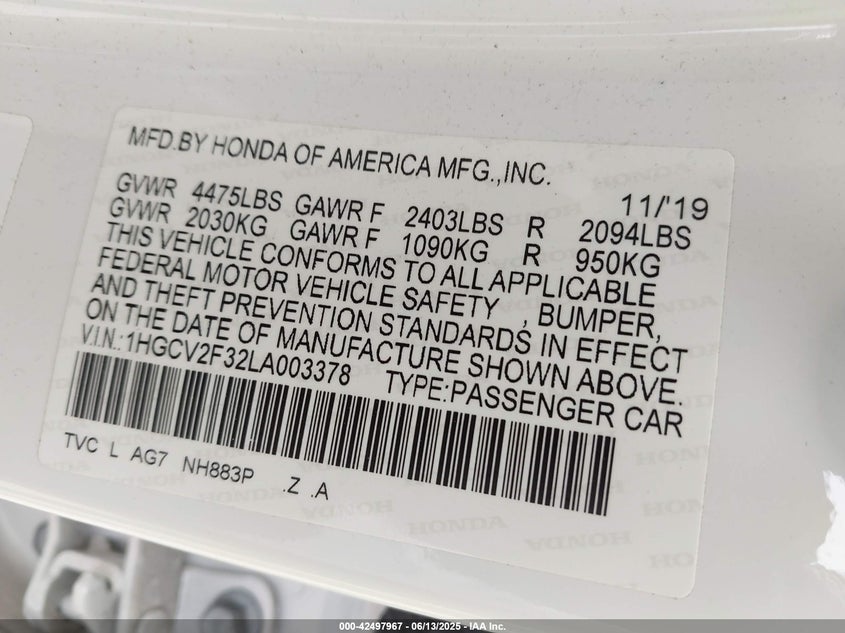 MFD.BY HONDA OF AMERICA MFG.,INC.
11/'19
GVWR 4475LBS GAWR F 2403LBS R 2094LBS
GVWR 2030KG GAWR F 1090KG R 950KG
THIS VEHICLE CONFORMS TO ALL APPLICABLE
FEDERAL MOTOR VEHICLE SAFETY , BUMPER,
AND THEFT PREVENTION STANDARDS IN EFFECT
ON THE DATE OF MANUFACTURE SHOWN ABOVE.
V.I.N.:1HGCV2F32LA003378 TYPE:PASSENGER CAR
TVC L AG7 NH883P .Z .A
HONDA HONDA
HONDA
000-42497967 - 06/13/2025 - IAA Inc.